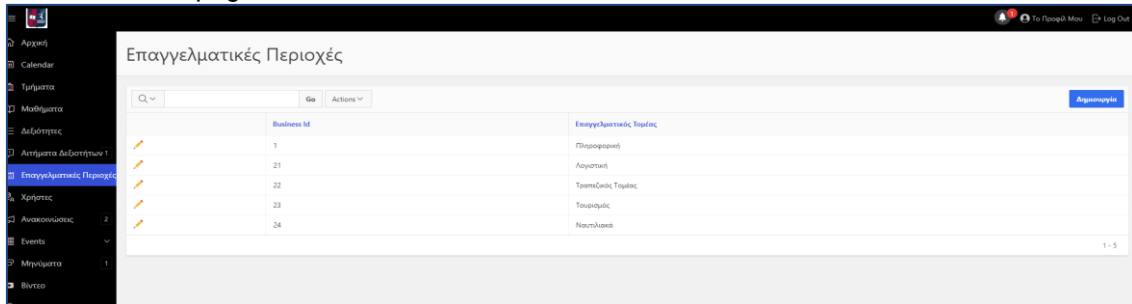 1 Το Προφίλ Μου Log Out
Αρχική
Calendar
Τμήματα
Μαθήματα
Δεξιότητες
Αιτήματα Δεξιοτήτων 1
Επαγγελματικές Περιοχές
Χρήστες
Ανακοινώσεις 2
Events
Μηνύματα 1
Βίντεο
Επαγγελματικές Περιοχές
Go Actions Δημιουργία
Business Id Επαγγελματικός Τομέας
1 Πληροφορική
21 Λογιστική
22 Τραπεζικός Τομέας
23 Τουρισμός
24 Ναυτιλιακά
1 - 5